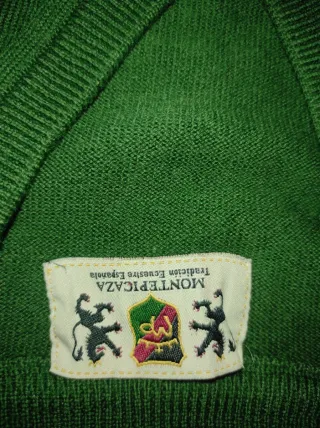 MONTEPICAZA
Tradición Ecuestre Española